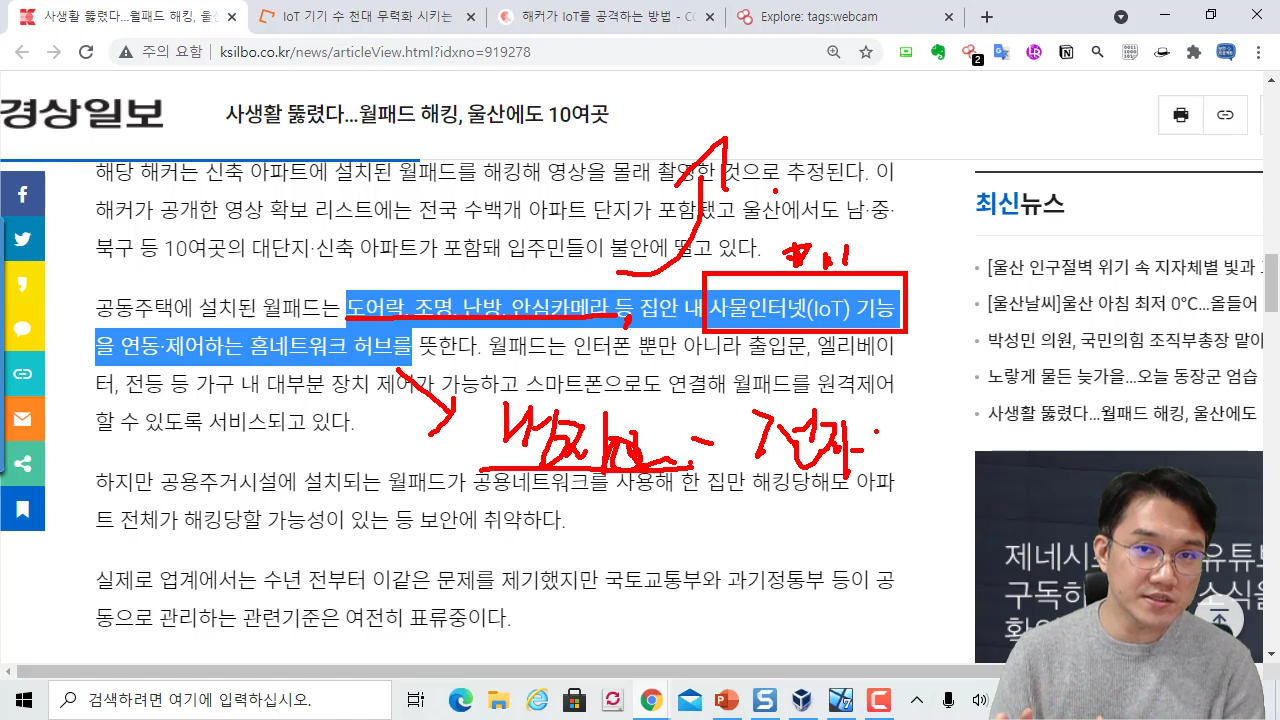 사생활 뚫렸다...월패드 해킹, 울산
IoT 기기 수 천대 무력화 시키는
해커가 IoT를 공격하는 방법 - CO
Explore: tags:webcam
주의 요함
ksilbo.co.kr/news/articleView.html?idxno=919278
2
경상일보
사생활 뚫렸다...월패드 해킹, 울산에도 10여곳
해당 해커는 신축 아파트에 설치된 월패드를 해킹해 영상을 몰래 촬영한 것으로 추정된다. 이
해커가 공개한 영상 확보 리스트에는 전국 수백개 아파트 단지가 포함됐고 울산에서도 남·중·
북구 등 10여곳의 대단지·신축 아파트가 포함돼 입주민들이 불안에 떨고 있다.
공동주택에 설치된 월패드는 도어락, 조명, 난방, 안심카메라 등 집안 내 사물인터넷(IoT) 기능
을 연동·제어하는 홈네트워크 허브를 뜻한다. 월패드는 인터폰 뿐만 아니라 출입문, 엘리베이
터, 전등 등 가구 내 대부분 장치 제어가 가능하고 스마트폰으로도 연결해 월패드를 원격제어
할 수 있도록 서비스되고 있다.
하지만 공용주거시설에 설치되는 월패드가 공용네트워크를 사용해 한 집만 해킹당해도 아파
트 전체가 해킹당할 가능성이 있는 등 보안에 취약하다.
실제로 업계에서는 수년 전부터 이같은 문제를 제기했지만 국토교통부와 과기정통부 등이 공
동으로 관리하는 관련기준은 여전히 표류중이다.
최신뉴스
[울산 인구절벽 위기 속 지자체별 빛과
[울산날씨]울산 아침 최저 0℃...올들어
박성민 의원, 국민의힘 조직부총장 맡아
노랗게 물든 늦가을...오늘 동장군 엄습
사생활 뚫렸다...월패드 해킹, 울산에도
제네시 유튜
구독하 소식을
확
검색하려면 여기에 입력하십시오.